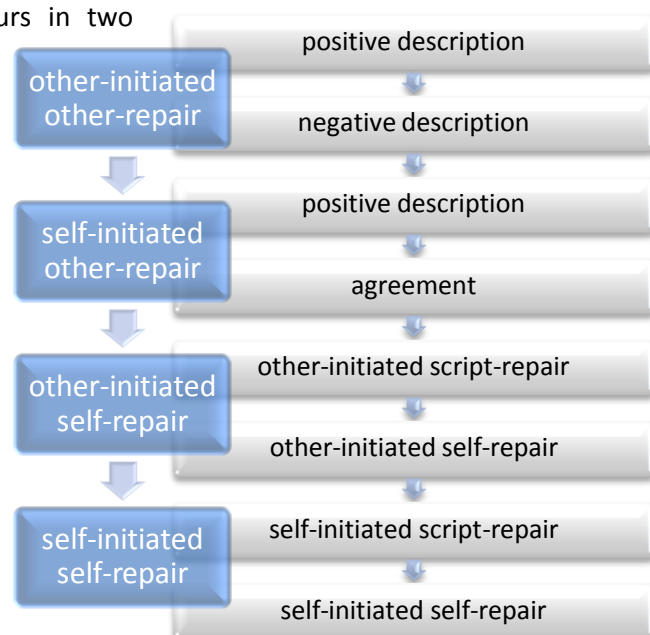 urs in two
positive description
other-initiated
other-repair
negative description
positive description
self-initiated
other-repair
agreement
other-initiated script-repair
other-initiated
self-repair
other-initiated self-repair
self-initiated script-repair
self-initiated
self-repair
self-initiated self-repair